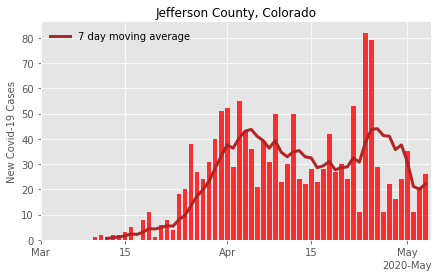 Jefferson County, Colorado
7 day moving average
New Covid-19 Cases
80
70
60
50
40
30
20
10
0
Mar
15
Apr
15
May
2020-May